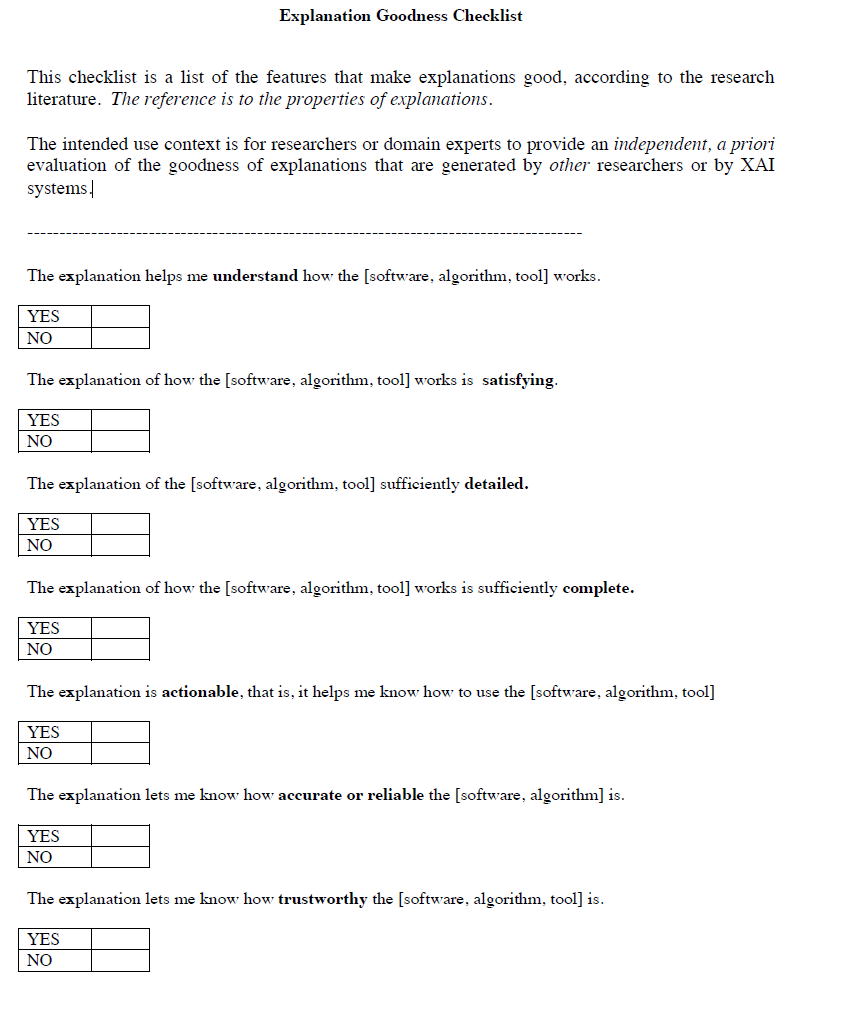 Explanation Goodness Checklist
This checklist is a list of the features that make explanations good, according to the research
literature. The reference is to the properties of explanations.
The intended use context is for researchers or domain experts to provide an independent, a priori
evaluation of the goodness of explanations that are generated by other researchers or by XAI
systems.
--------------------------------------------------------------------------------------
The explanation helps me understand how the [software, algorithm, tool] works.
YES
NO
The explanation of how the [software, algorithm, tool] works is satisfying.
YES
NO
The explanation of the [software, algorithm, tool] sufficiently detailed.
YES
NO
The explanation of how the [software, algorithm, tool] works is sufficiently complete.
YES
NO
The explanation is actionable, that is, it helps me know how to use the [software, algorithm, tool]
YES
NO
The explanation lets me know how accurate or reliable the [software, algorithm] is.
YES
NO
The explanation lets me know how trustworthy the [software, algorithm, tool] is.
YES
NO